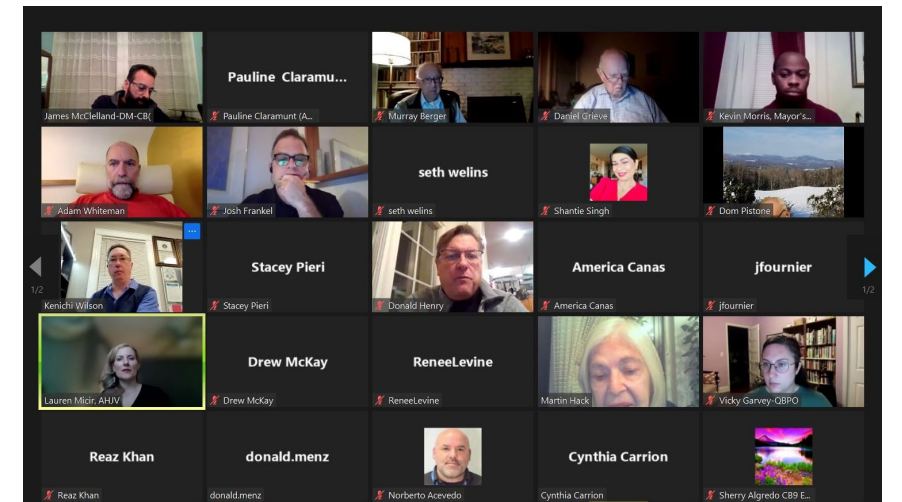 James McClelland-DM-CB(
Pauline Claramu...
Pauline Claramunt (A...
Murray Berger
Daniel Grieve
Kevin Morris, Mayor's...
Adam Whiteman
Josh Frankel
seth welins
seth welins
Shantie Singh
Dom Pistone
1/2
...
Kenichi Wilson
Stacey Pieri
Stacey Pieri
Donald Henry
America Canas
America Canas
jfournier
jfournier
1/2
Lauren Micir, AHJV
Drew McKay
Drew McKay
ReneeLevine
ReneeLevine
Martin Hack
Vicky Garvey-QBPO
Reaz Khan
Reaz Khan
donald.menz
donald.menz
Norberto Acevedo
Cynthia Carrion
Cynthia Carrion
Sherry Algredo CB9 E...